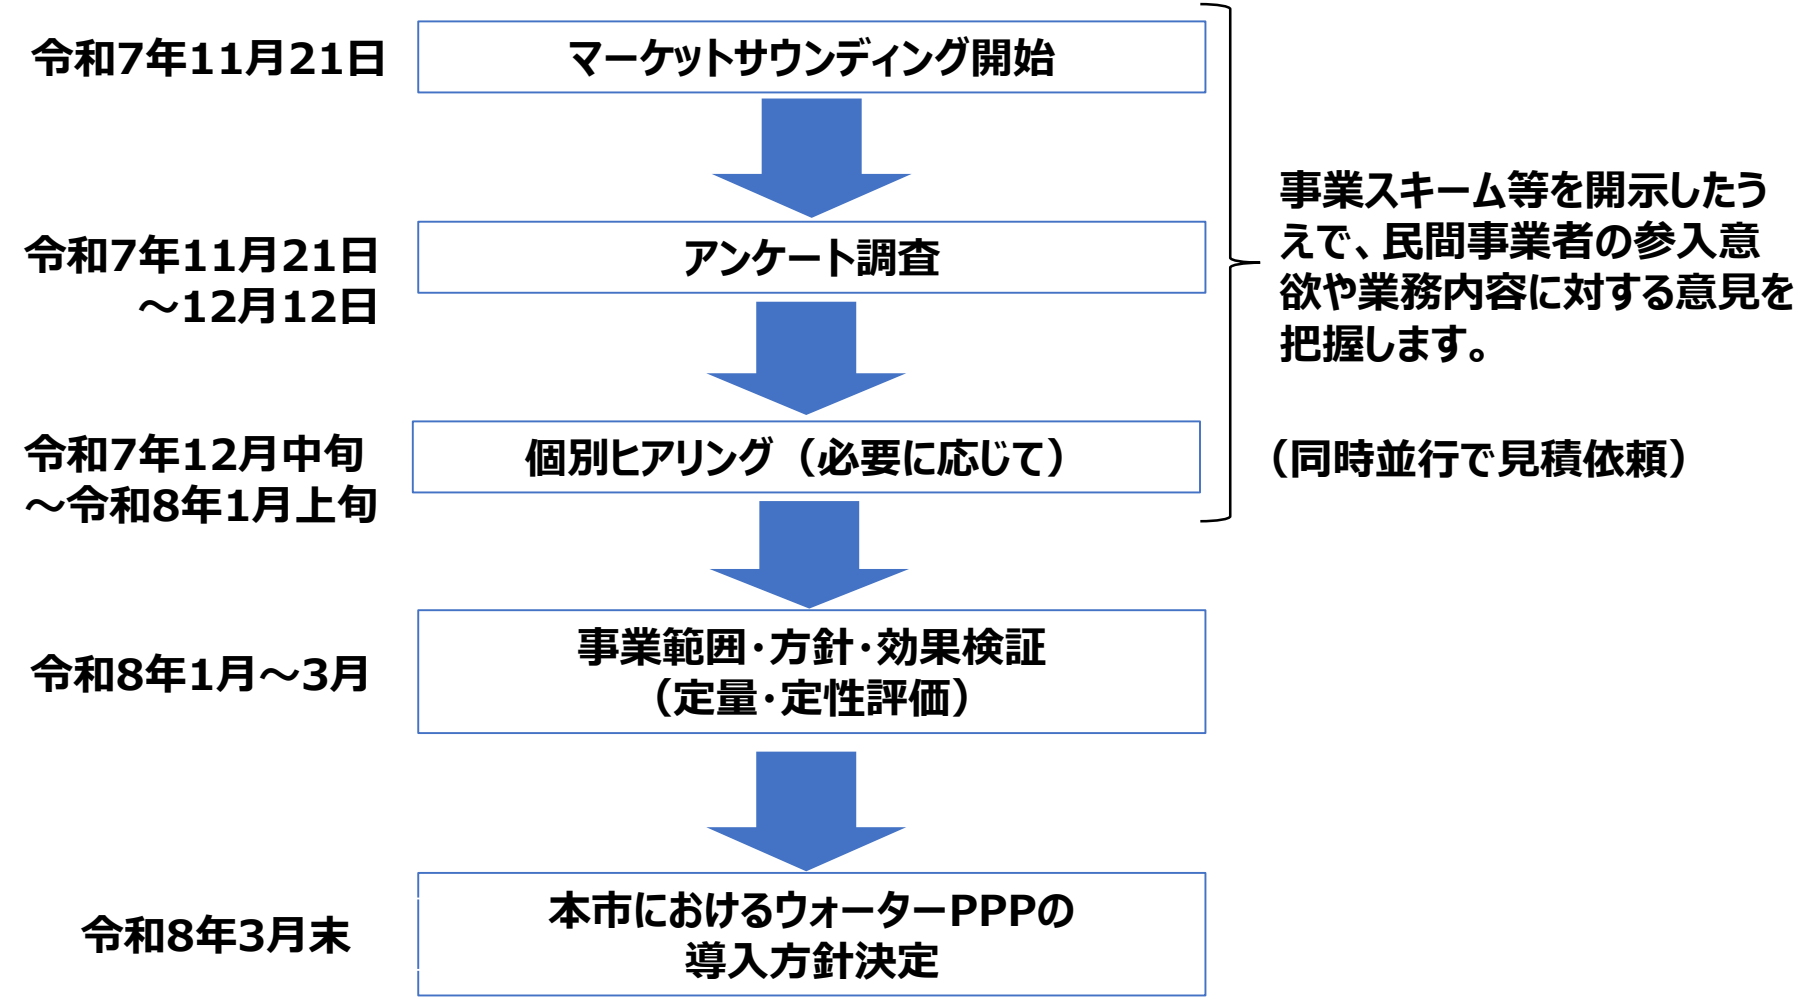 令和7年11月21日
マーケットサウンディング開始
令和7年11月21日
～12月12日
アンケート調査
事業スキーム等を開示したう
えで、民間事業者の参入意
欲や業務内容に対する意見を
把握します。
令和7年12月中旬
～令和8年1月上旬
個別ヒアリング（必要に応じて）
（同時並行で見積依頼）
令和8年1月～3月
事業範囲・方針・効果検証
（定量・定性評価）
令和8年3月末
本市におけるウォーターPPPの
導入方針決定